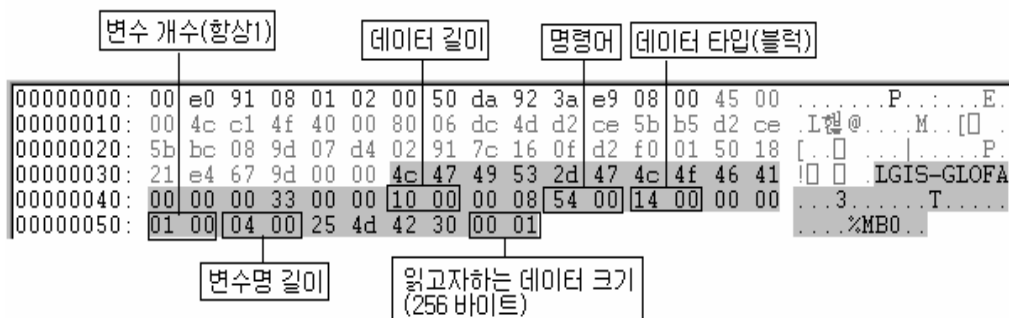 변수 개수(항상1)
데이터 길이
명령어
데이터 타입(블럭)
00000000: 00 e0 91 08 01 02 00 50 da 92 3a e9 08 00 45 00 .......P..:...E.
00000010: 00 4c c1 4f 40 00 80 06 dc 4d d2 ce 5b b5 d2 ce .L @....M..[ .
00000020: 5b bc 08 9d 07 d4 02 91 7c 16 0f d2 f0 01 50 18 [.. .....|.....P.
00000030: 21 e4 67 9d 00 00 4c 47 49 53 2d 47 4c 4f 46 41 ! .LGIS-GLOFA
00000040: 00 00 00 33 00 00 10 00 00 08 54 00 14 00 00 00 ...3......T.....
00000050: 01 00 04 00 25 4d 42 30 00 01 ....%MB0..
변수명 길이
읽고자하는 데이터 크기
(256 바이트)